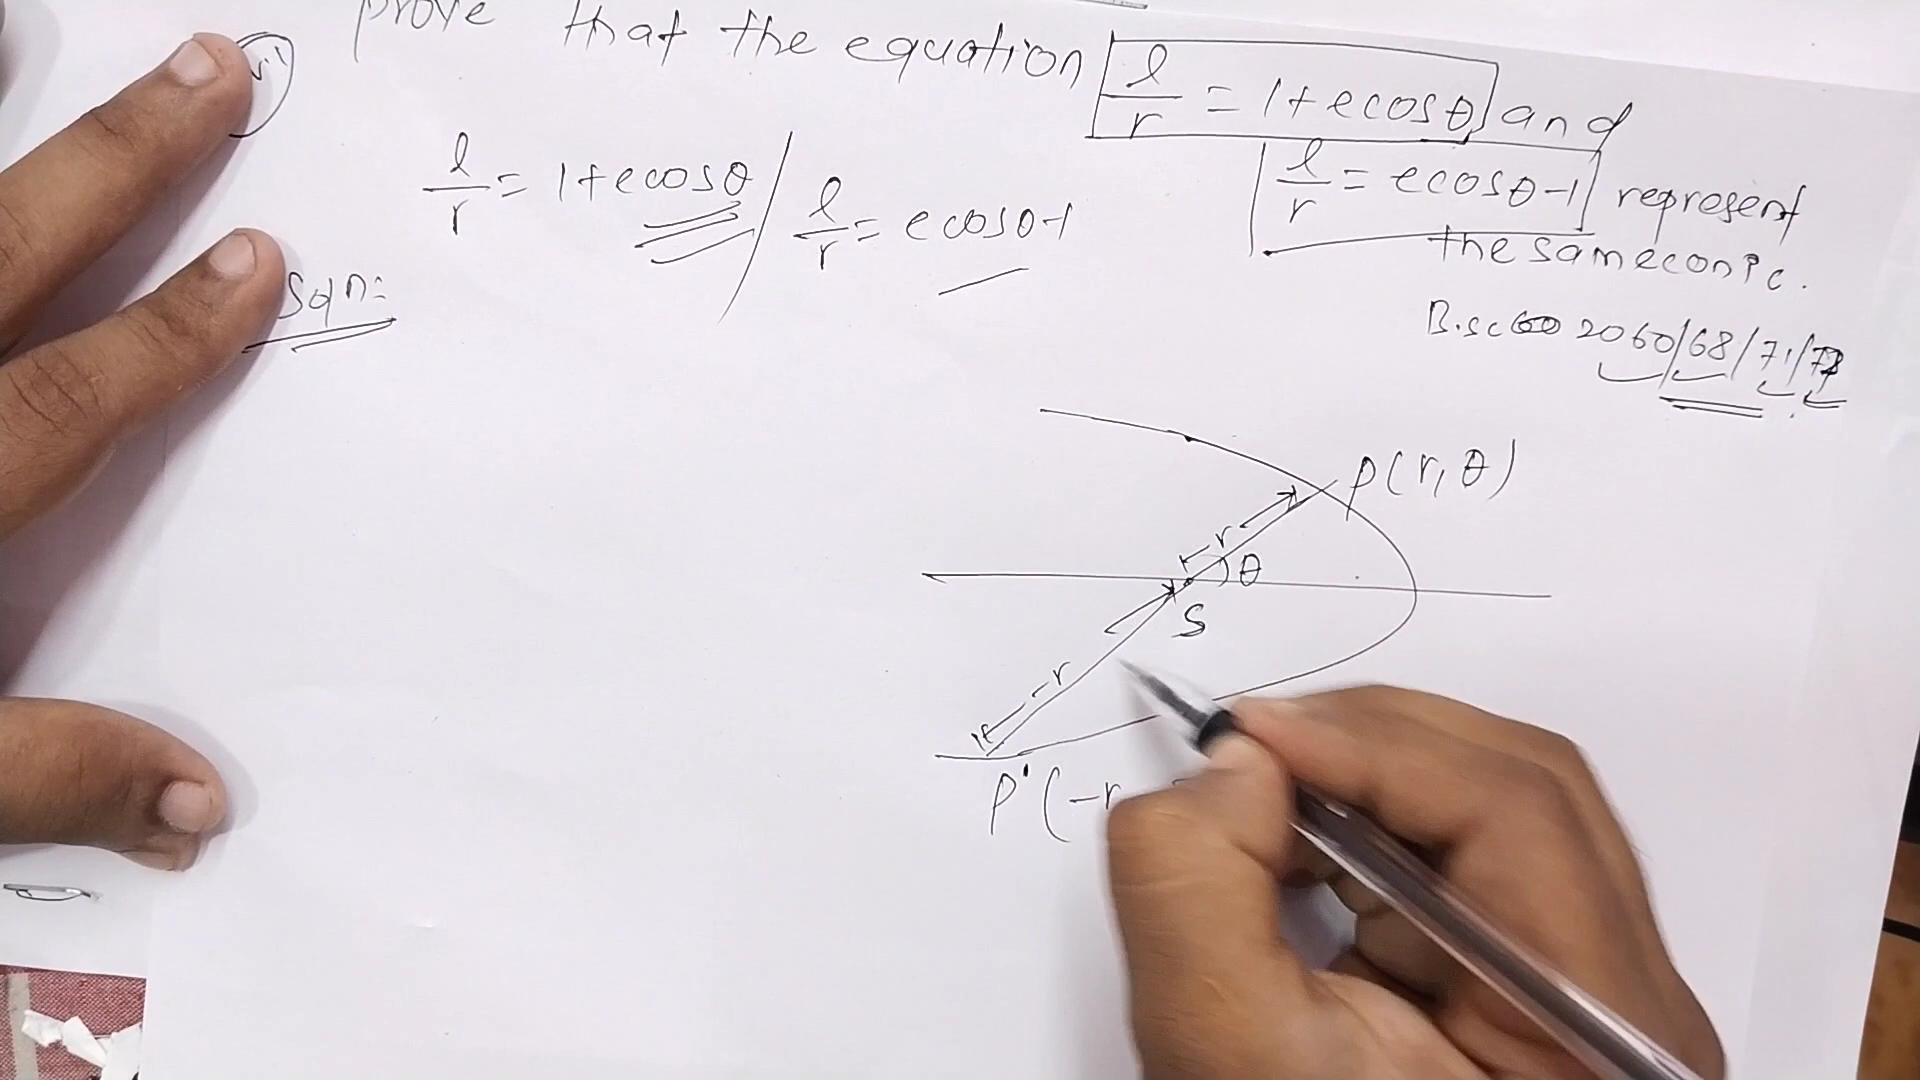 prove that the equation l/r = 1+ecosθ and
l/r = 1+ecosθ / l/r = ecosθ-1
l/r = ecosθ-1 represent
the same conic.
Soln:
B.sc 2060/68/71/
P(r, θ)
r
θ
S
-r
P'(-r